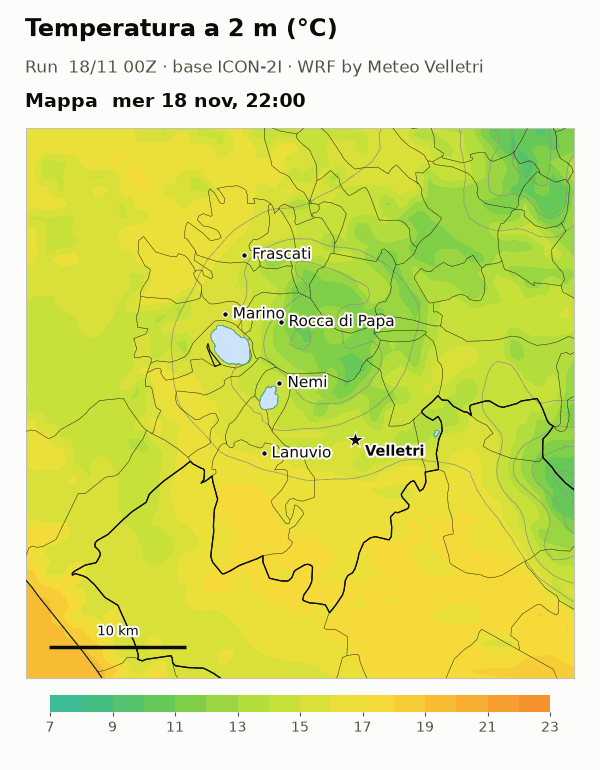 Temperatura a 2 m (°C)
Run  18/11 00Z · base ICON-2I · WRF by Meteo Velletri
Mappa  mer 18 nov, 22:00
Frascati
Marino
Rocca di Papa
Nemi
Velletri
Lanuvio
10 km
7 9 11 13 15 17 19 21 23